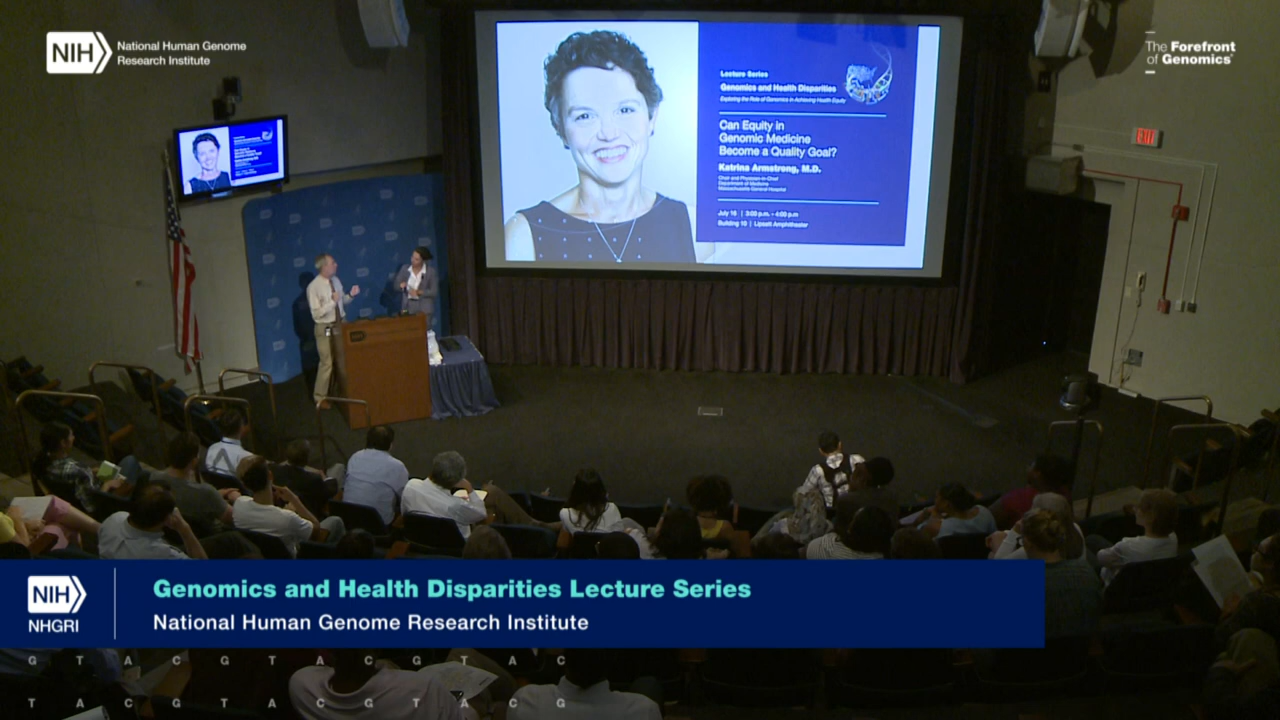 NIH
National Human Genome
Research Institute
The Forefront
of Genomics
Lecture Series
Genomics and Health Disparities
Exploring the Role of Genomics in Achieving Health Equity
Can Equity in
Genomic Medicine
Become a Quality Goal?
Katrina Armstrong, M.D.
Chair and Physician-in-Chief
Department of Medicine
Massachusetts General Hospital
July 16 | 3:00 p.m. - 4:00 p.m
Building 10 | Lipsett Amphitheater
EXIT
NIH
NHGRI
Genomics and Health Disparities Lecture Series
National Human Genome Research Institute
G T A C G T A C G T A C
T A C G T A C G T A C G